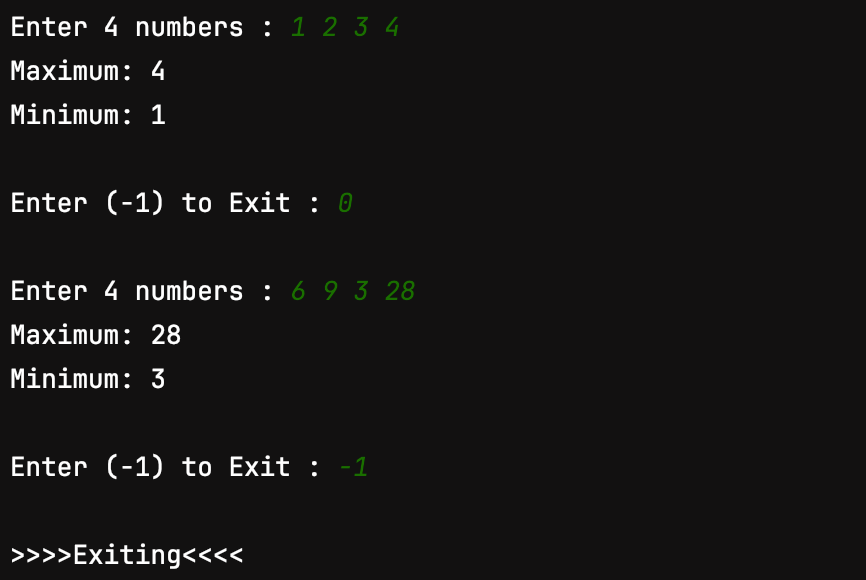 Enter 4 numbers : 1 2 3 4
Maximum: 4
Minimum: 1
Enter (-1) to Exit : 0
Enter 4 numbers : 6 9 3 28
Maximum: 28
Minimum: 3
Enter (-1) to Exit : -1
>>>>Exiting<<<<